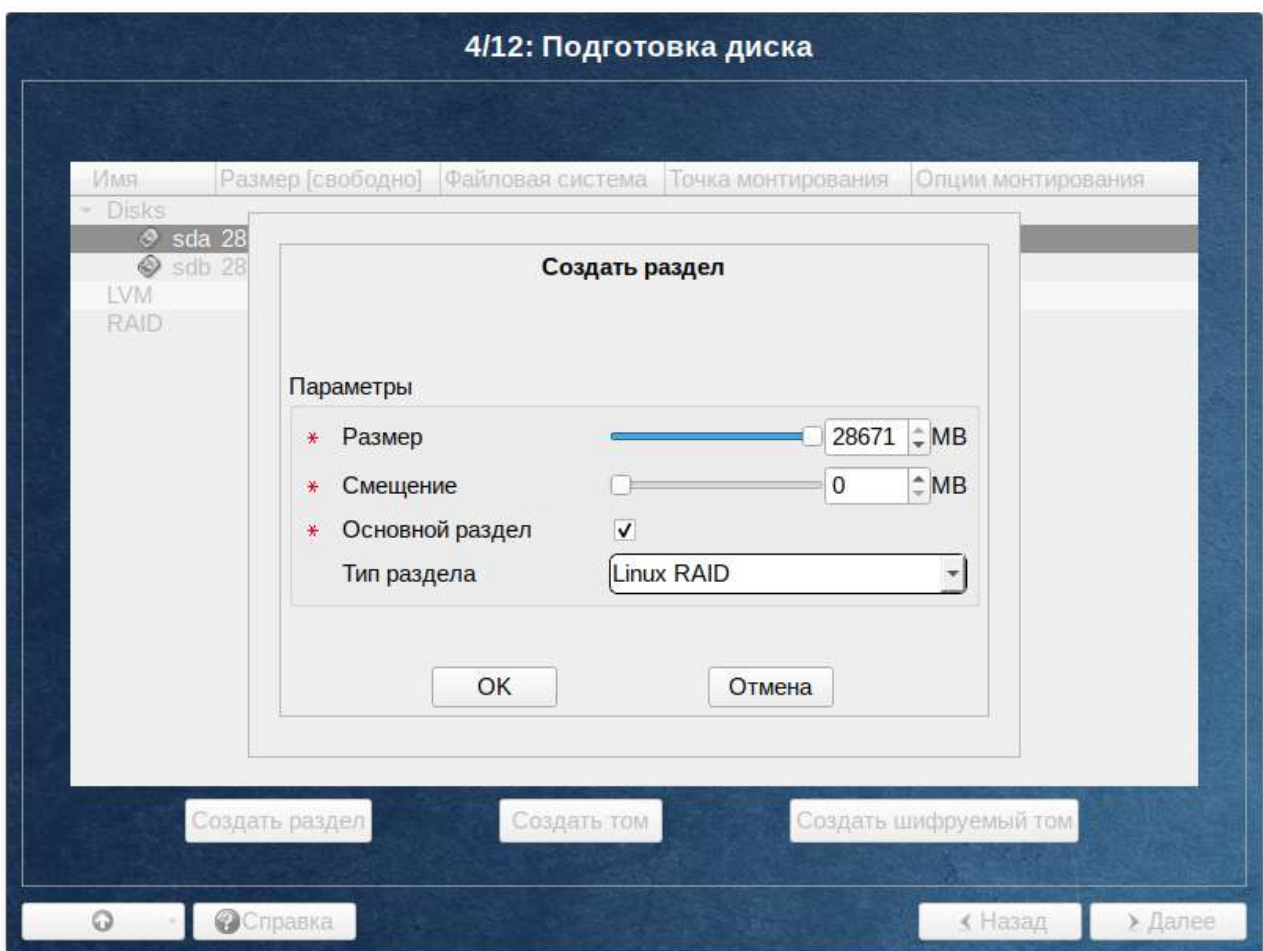 4/12: Подготовка диска
Имя Размер [свободно] Файловая система Точка монтирования Опции монтирования
Disks
sda 28
sdb 28
LVM
RAID
Создать раздел
Параметры
* Размер 28671 MB
* Смещение 0 MB
* Основной раздел
Тип раздела Linux RAID
OK Отмена
Создать раздел Создать том Создать шифруемый том
Справка Назад Далее